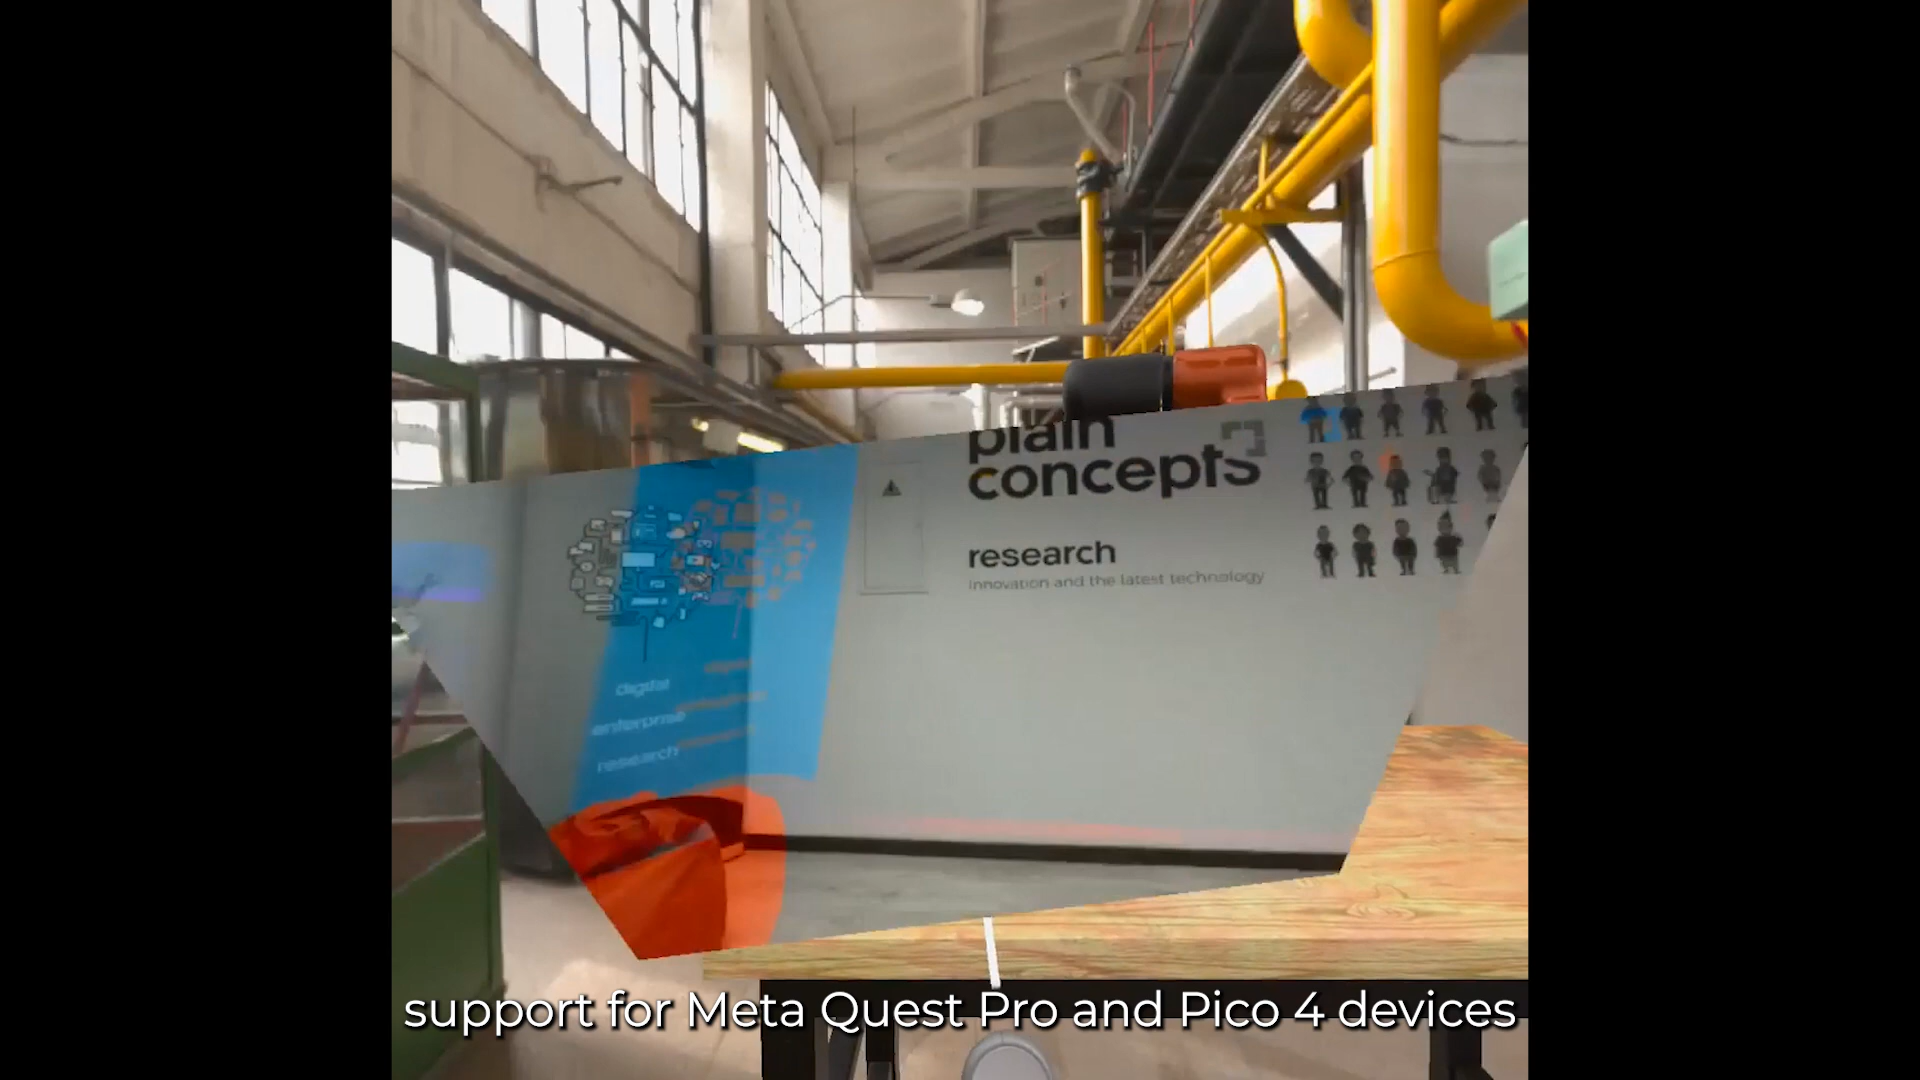 plain
concepts
research
innovation and the latest technology
digital
enterprise
research
support for Meta Quest Pro and Pico 4 devices